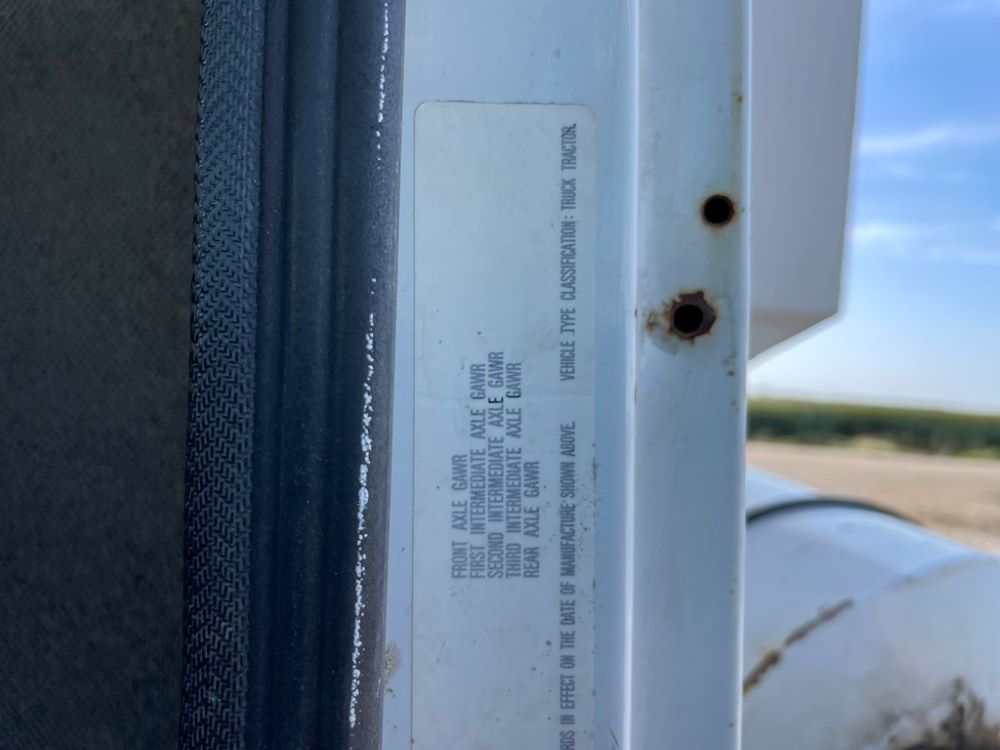 FRONT AXLE GAWR
FIRST INTERMEDIATE AXLE GAWR
SECOND INTERMEDIATE AXLE GAWR
THIRD INTERMEDIATE AXLE GAWR
REAR AXLE GAWR
RDS IN EFFECT ON THE DATE OF MANUFACTURE SHOWN ABOVE. VEHICLE TYPE CLASSIFICATION: TRUCK TRACTOR.